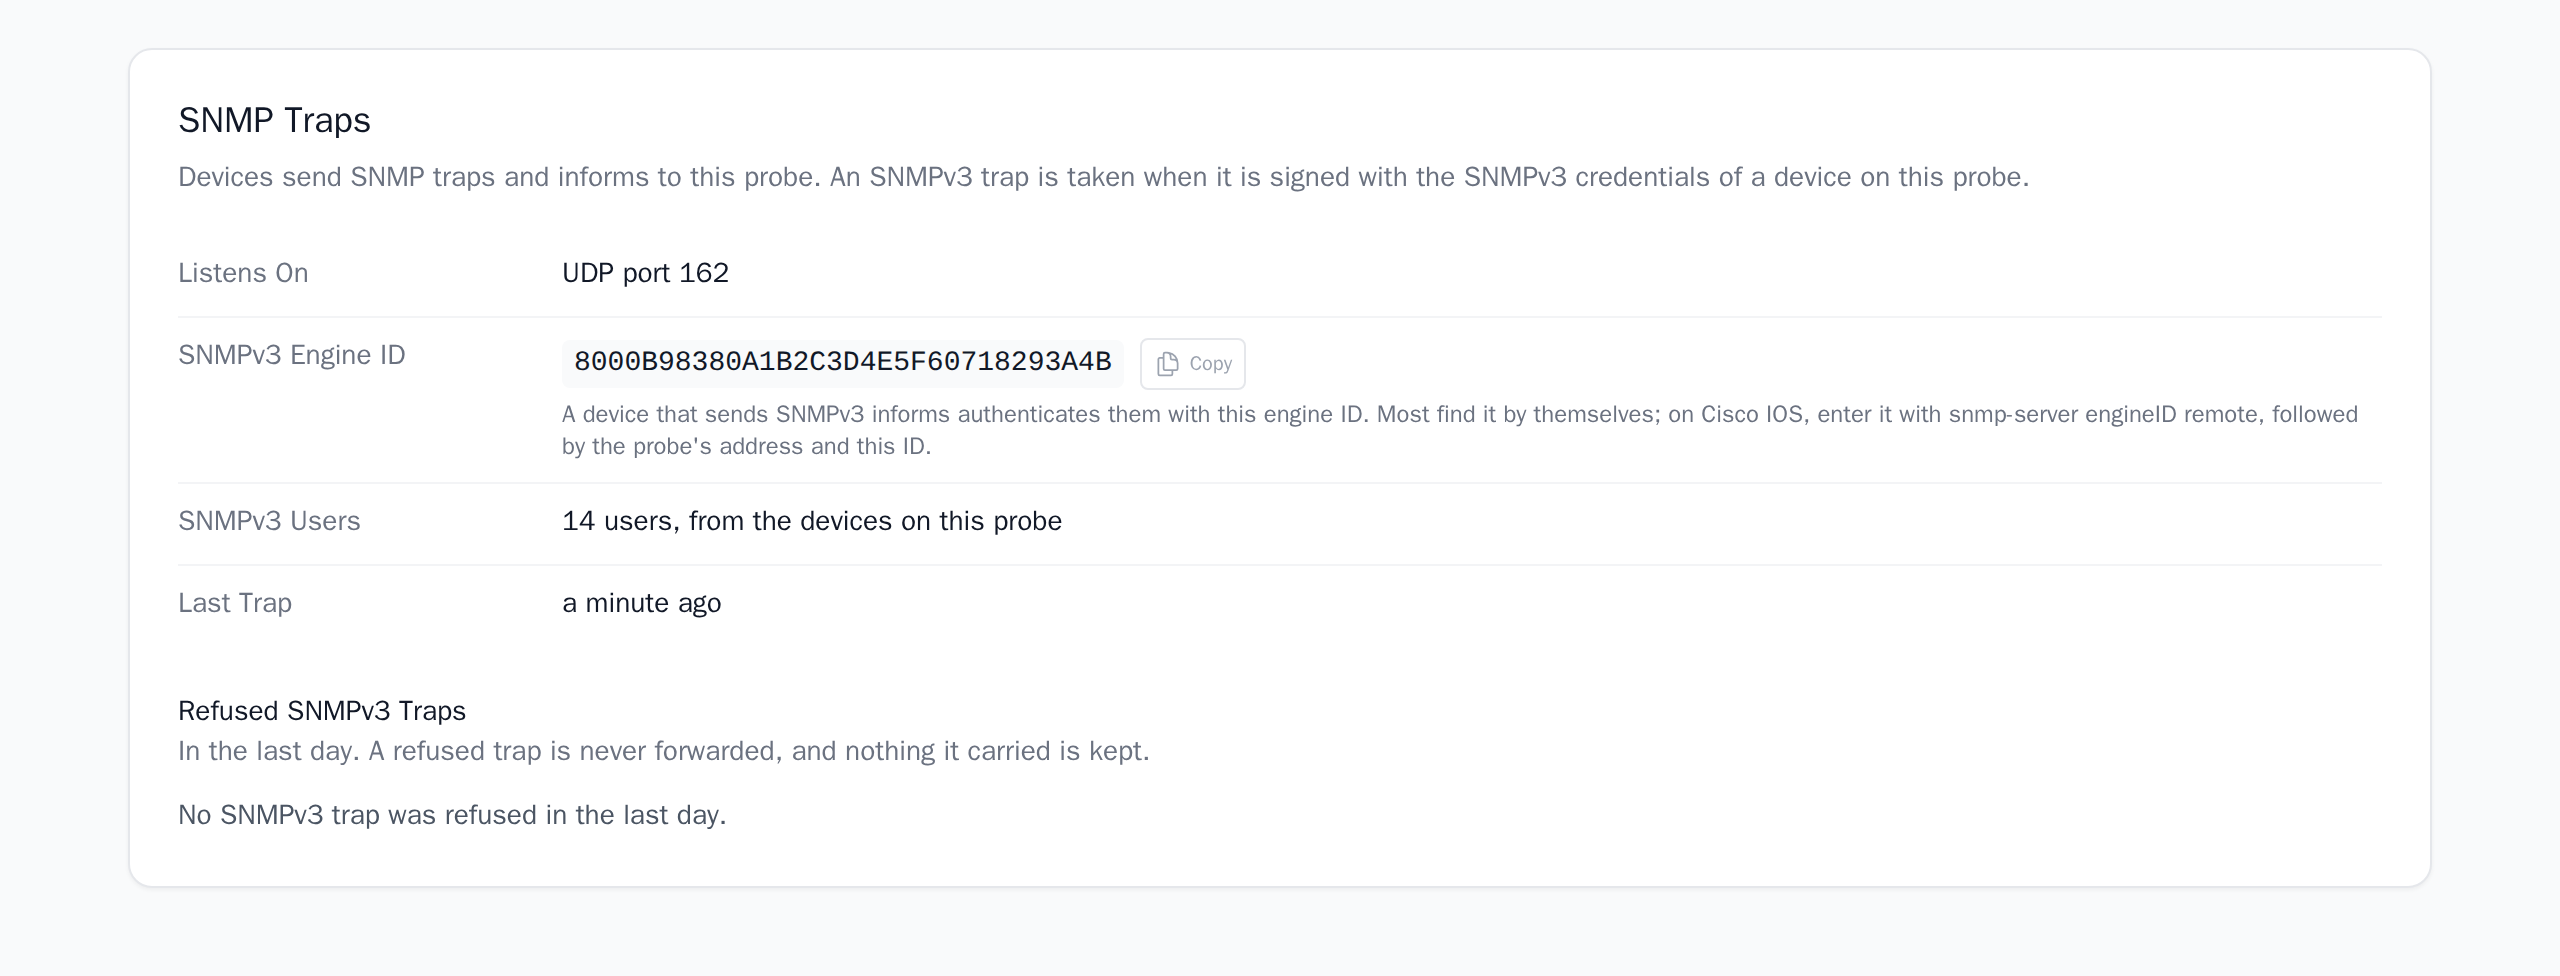 SNMP Traps
Devices send SNMP traps and informs to this probe. An SNMPv3 trap is taken when it is signed with the SNMPv3 credentials of a device on this probe.
Listens On UDP port 162
SNMPv3 Engine ID 8000B98380A1B2C3D4E5F60718293A4B Copy
A device that sends SNMPv3 informs authenticates them with this engine ID. Most find it by themselves; on Cisco IOS, enter it with snmp-server engineID remote, followed
by the probe's address and this ID.
SNMPv3 Users 14 users, from the devices on this probe
Last Trap a minute ago
Refused SNMPv3 Traps
In the last day. A refused trap is never forwarded, and nothing it carried is kept.
No SNMPv3 trap was refused in the last day.